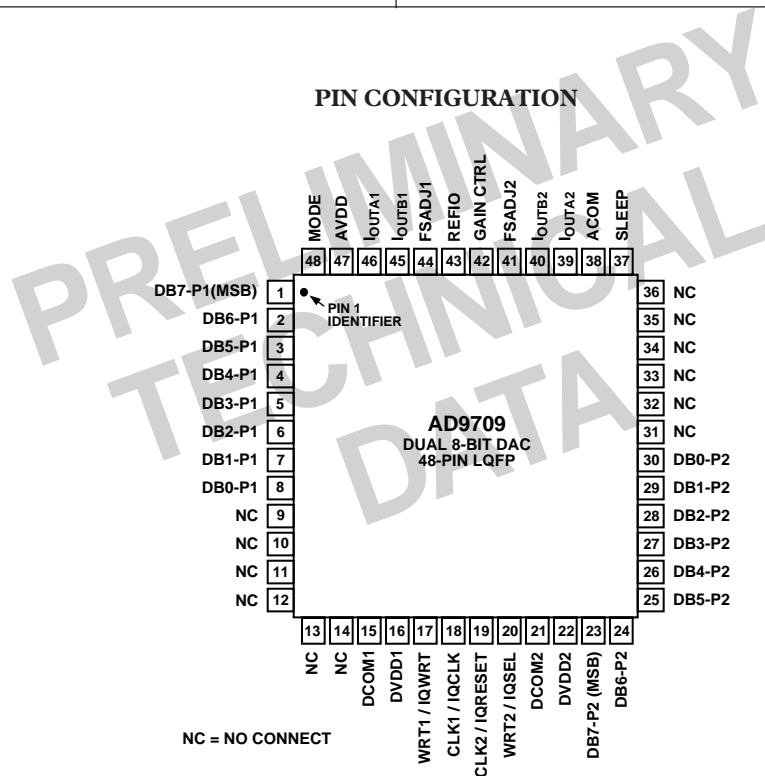 PRELIMINARY
TECHNICAL
DATA
PIN CONFIGURATION
MODE
AVDD
IOUTA1
IOUTB1
FSADJ1
REFIO
GAIN CTRL
FSADJ2
IOUTB2
IOUTA2
ACOM
SLEEP
48 47 46 45 44 43 42 41 40 39 38 37
DB7-P1(MSB) 1
DB6-P1 2
DB5-P1 3
DB4-P1 4
DB3-P1 5
DB2-P1 6
DB1-P1 7
DB0-P1 8
NC 9
NC 10
NC 11
NC 12
PIN 1
IDENTIFIER
AD9709
DUAL 8-BIT DAC
48-PIN LQFP
36 NC
35 NC
34 NC
33 NC
32 NC
31 NC
30 DB0-P2
29 DB1-P2
28 DB2-P2
27 DB3-P2
26 DB4-P2
25 DB5-P2
13 14 15 16 17 18 19 20 21 22 23 24
NC
NC
DCOM1
DVDD1
WRT1 / IQWRT
CLK1 / IQCLK
CLK2 / IQRESET
WRT2 / IQSEL
DCOM2
DVDD2
DB7-P2 (MSB)
DB6-P2
NC = NO CONNECT